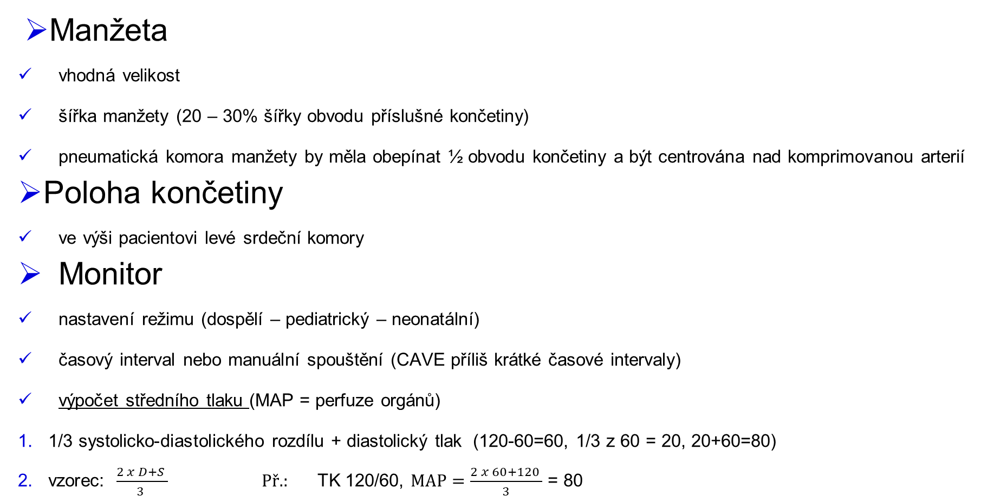 ➢Manžeta
✓ vhodná velikost
✓ šířka manžety (20 – 30% šířky obvodu příslušné končetiny)
✓ pneumatická komora manžety by měla obepínat ½ obvodu končetiny a být centrována nad komprimovanou arterií
➢Poloha končetiny
✓ ve výši pacientovi levé srdeční komory
➢ Monitor
✓ nastavení režimu (dospělí – pediatrický – neonatální)
✓ časový interval nebo manuální spouštění (CAVE příliš krátké časové intervaly)
✓ výpočet středního tlaku (MAP = perfuze orgánů)
1. 1/3 systolicko-diastolického rozdílu + diastolický tlak (120-60=60, 1/3 z 60 = 20, 20+60=80)
2. vzorec: (2 x D+S)/3 Př.: TK 120/60, MAP = (2 x 60+120)/3 = 80